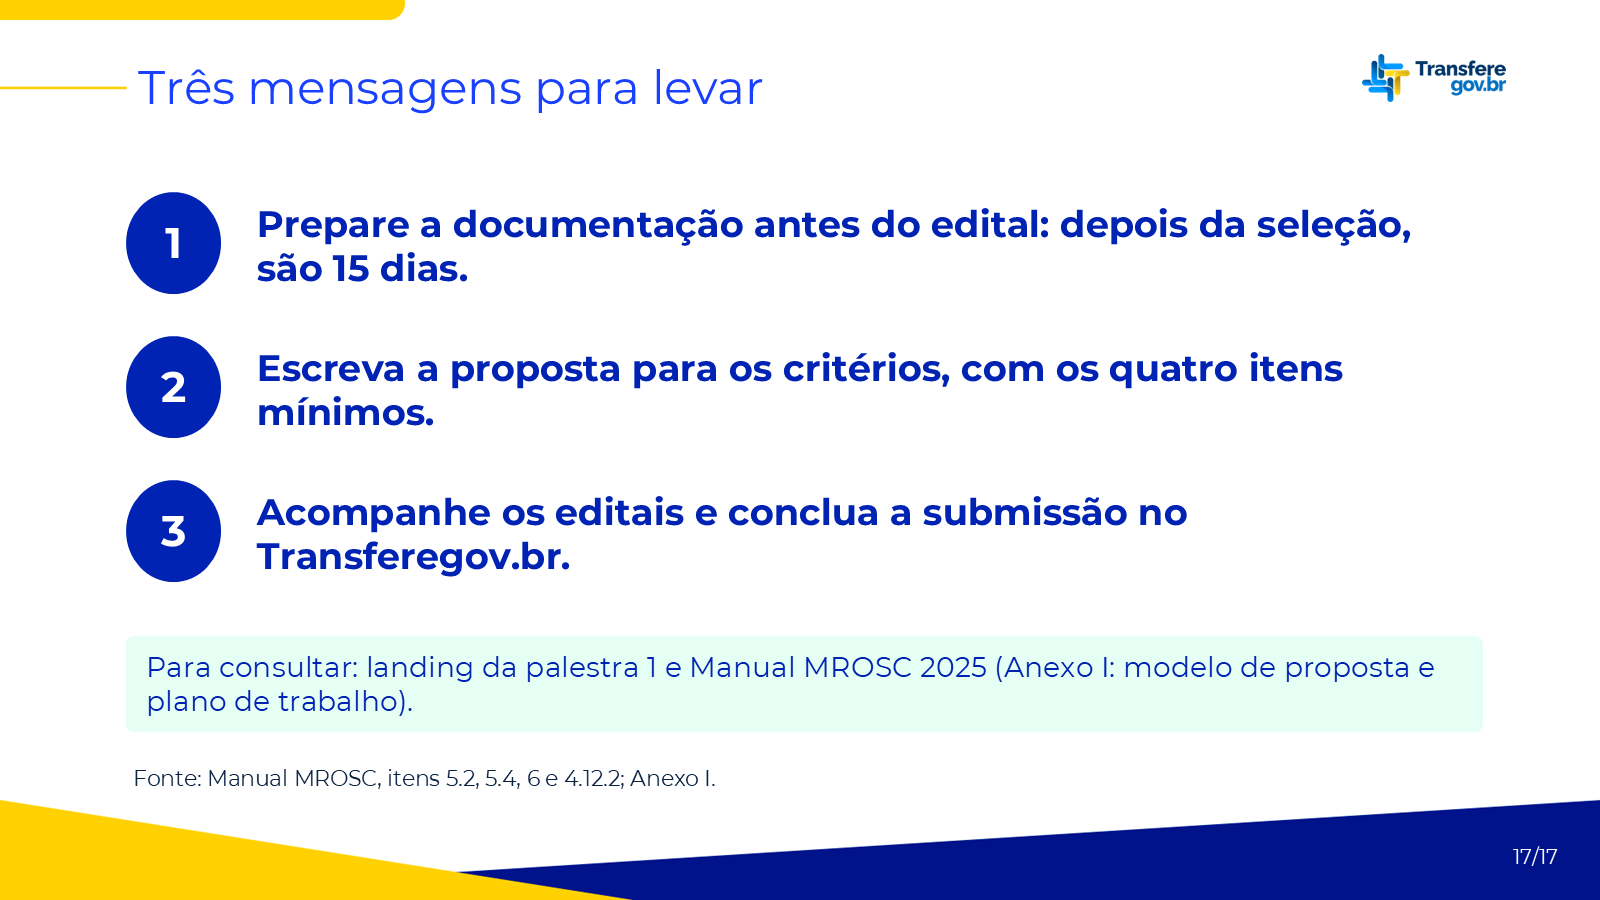 Três mensagens para levar
Transfere
gov.br
1
Prepare a documentação antes do edital: depois da seleção,
são 15 dias.
2
Escreva a proposta para os critérios, com os quatro itens
mínimos.
3
Acompanhe os editais e conclua a submissão no
Transferegov.br.
Para consultar: landing da palestra 1 e Manual MROSC 2025 (Anexo I: modelo de proposta e
plano de trabalho).
Fonte: Manual MROSC, itens 5.2, 5.4, 6 e 4.12.2; Anexo I.
17/17